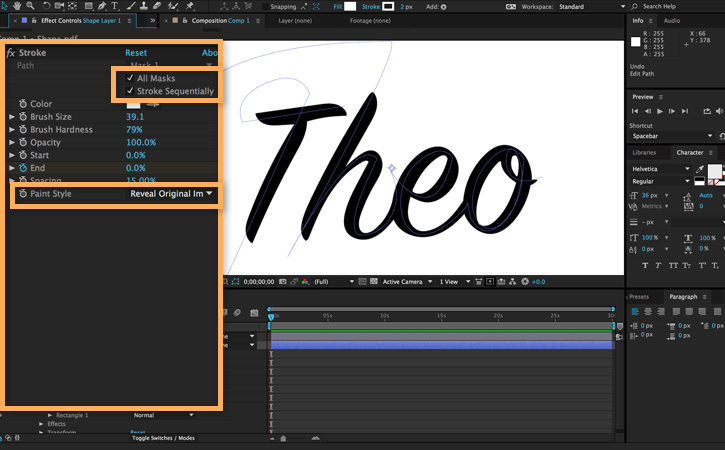 Snapping
Fill:
Stroke:
2 px
Add:
Workspace:
Standard
Search Help
Effect Controls Shape Layer 1
Composition Comp 1
Layer (none)
Footage (none)
Info
Audio
R : 255
G : 255
B : 255
A : 255
X : 66
Y : 378
Undo
Edit Path
Preview
Shortcut
Spacebar
Libraries
Character
Helvetica
Regular
36 px
Auto
Metrics
0
- px
100 %
100 %
0 px
0 %
Presets
Paragraph
0 px
0 px
0 px
0 px
0 px
fx Stroke
Reset
Abo
Path
Mask 1
All Masks
Stroke Sequentially
Color
Brush Size
39.1
Brush Hardness
79%
Opacity
100.0%
Start
0.0%
End
0.0%
Spacing
15.00%
Paint Style
Reveal Original Im
Theo
0;00;00;00
(Full)
Active Camera
1 View
+0.0
05s
10s
15s
20s
25s
Rectangle 1
Normal
Effects
Transform
Reset
Toggle Switches / Modes